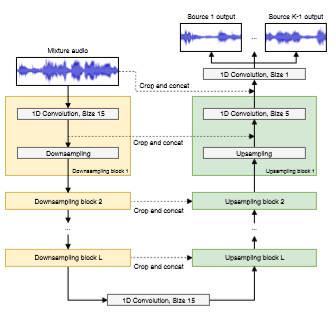 Source 1 output
Source K-1 output
...
Mixture audio
1D Convolution, Size 1
Crop and concat
1D Convolution, Size 15
1D Convolution, Size 5
Crop and concat
Downsampling
Upsampling
Downsampling block 1
Upsampling block 1
Downsampling block 2
Upsampling block 2
Crop and concat
...
...
Downsampling block L
Upsampling block L
Crop and concat
1D Convolution, Size 15